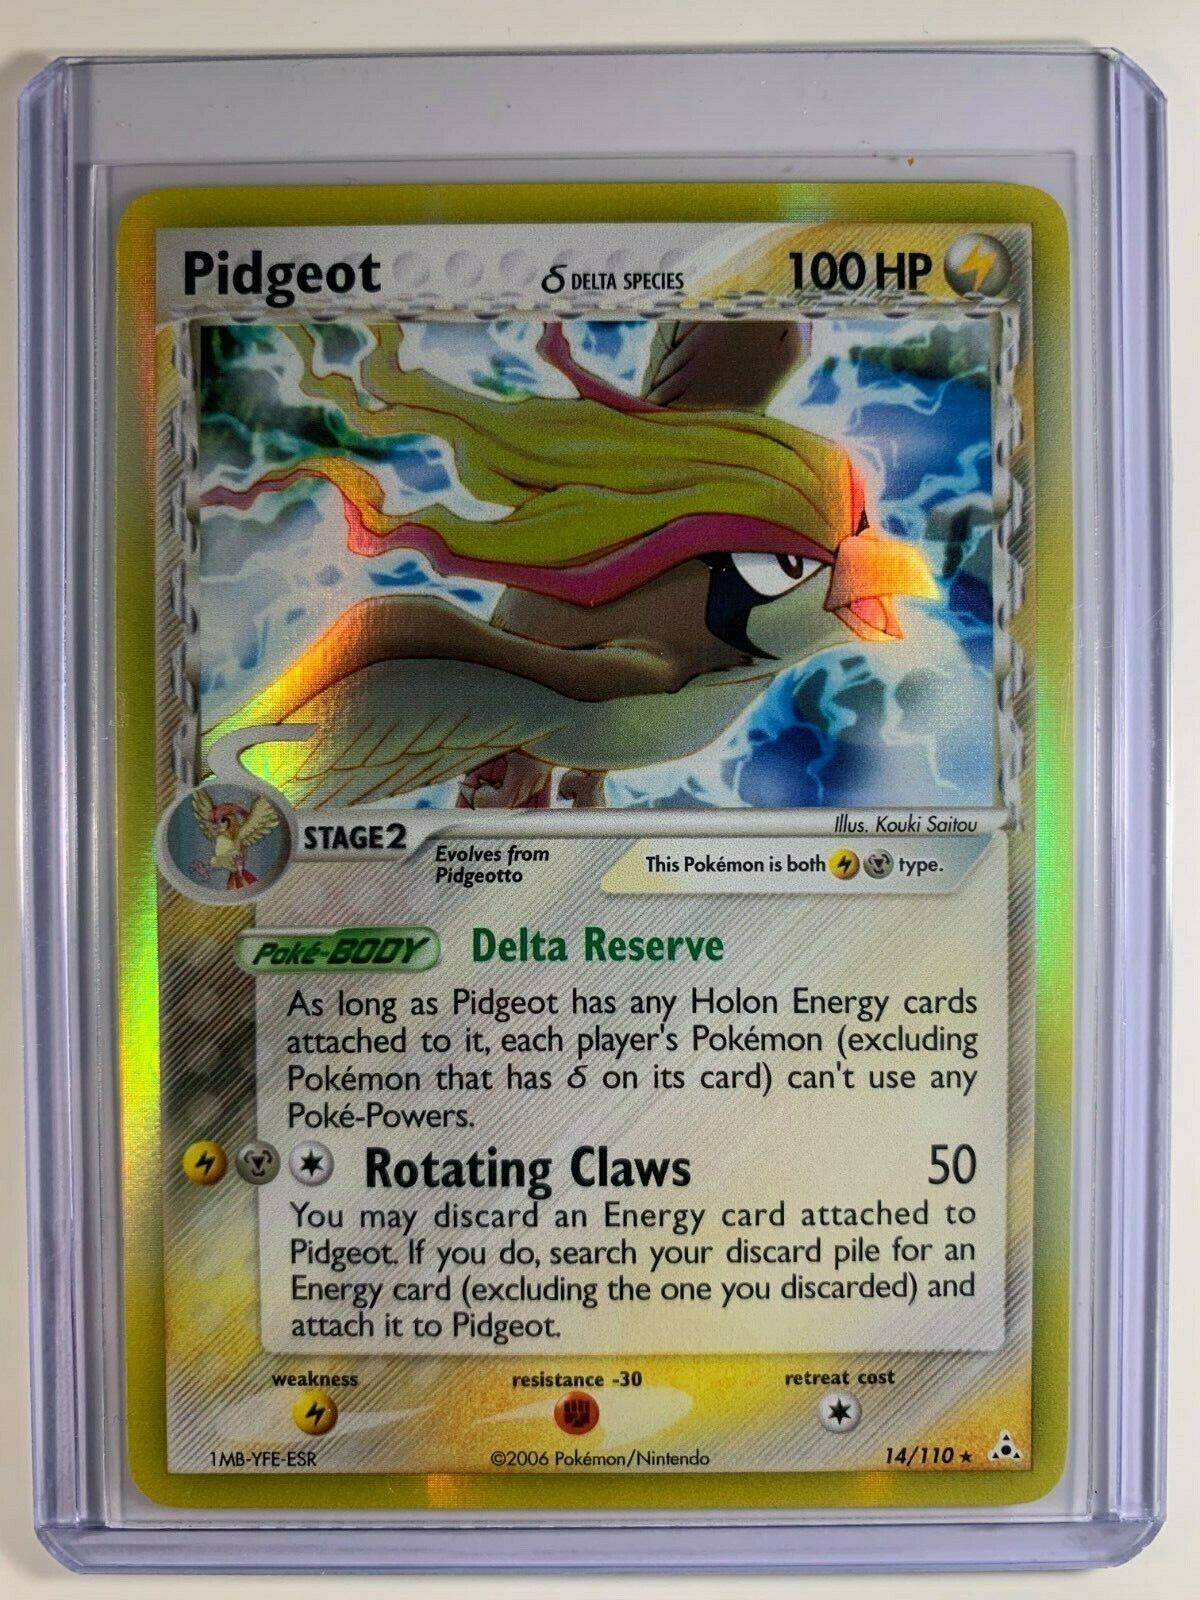 Pidgeot δ DELTA SPECIES 100 HP
Illus. Kouki Saitou
STAGE2
Evolves from
Pidgeotto
This Pokémon is both type.
Poké-BODY Delta Reserve
As long as Pidgeot has any Holon Energy cards
attached to it, each player's Pokémon (excluding
Pokémon that has δ on its card) can't use any
Poké-Powers.
Rotating Claws 50
You may discard an Energy card attached to
Pidgeot. If you do, search your discard pile for an
Energy card (excluding the one you discarded) and
attach it to Pidgeot.
weakness resistance -30 retreat cost
1MB-YFE-ESR ©2006 Pokémon/Nintendo 14/110 ★